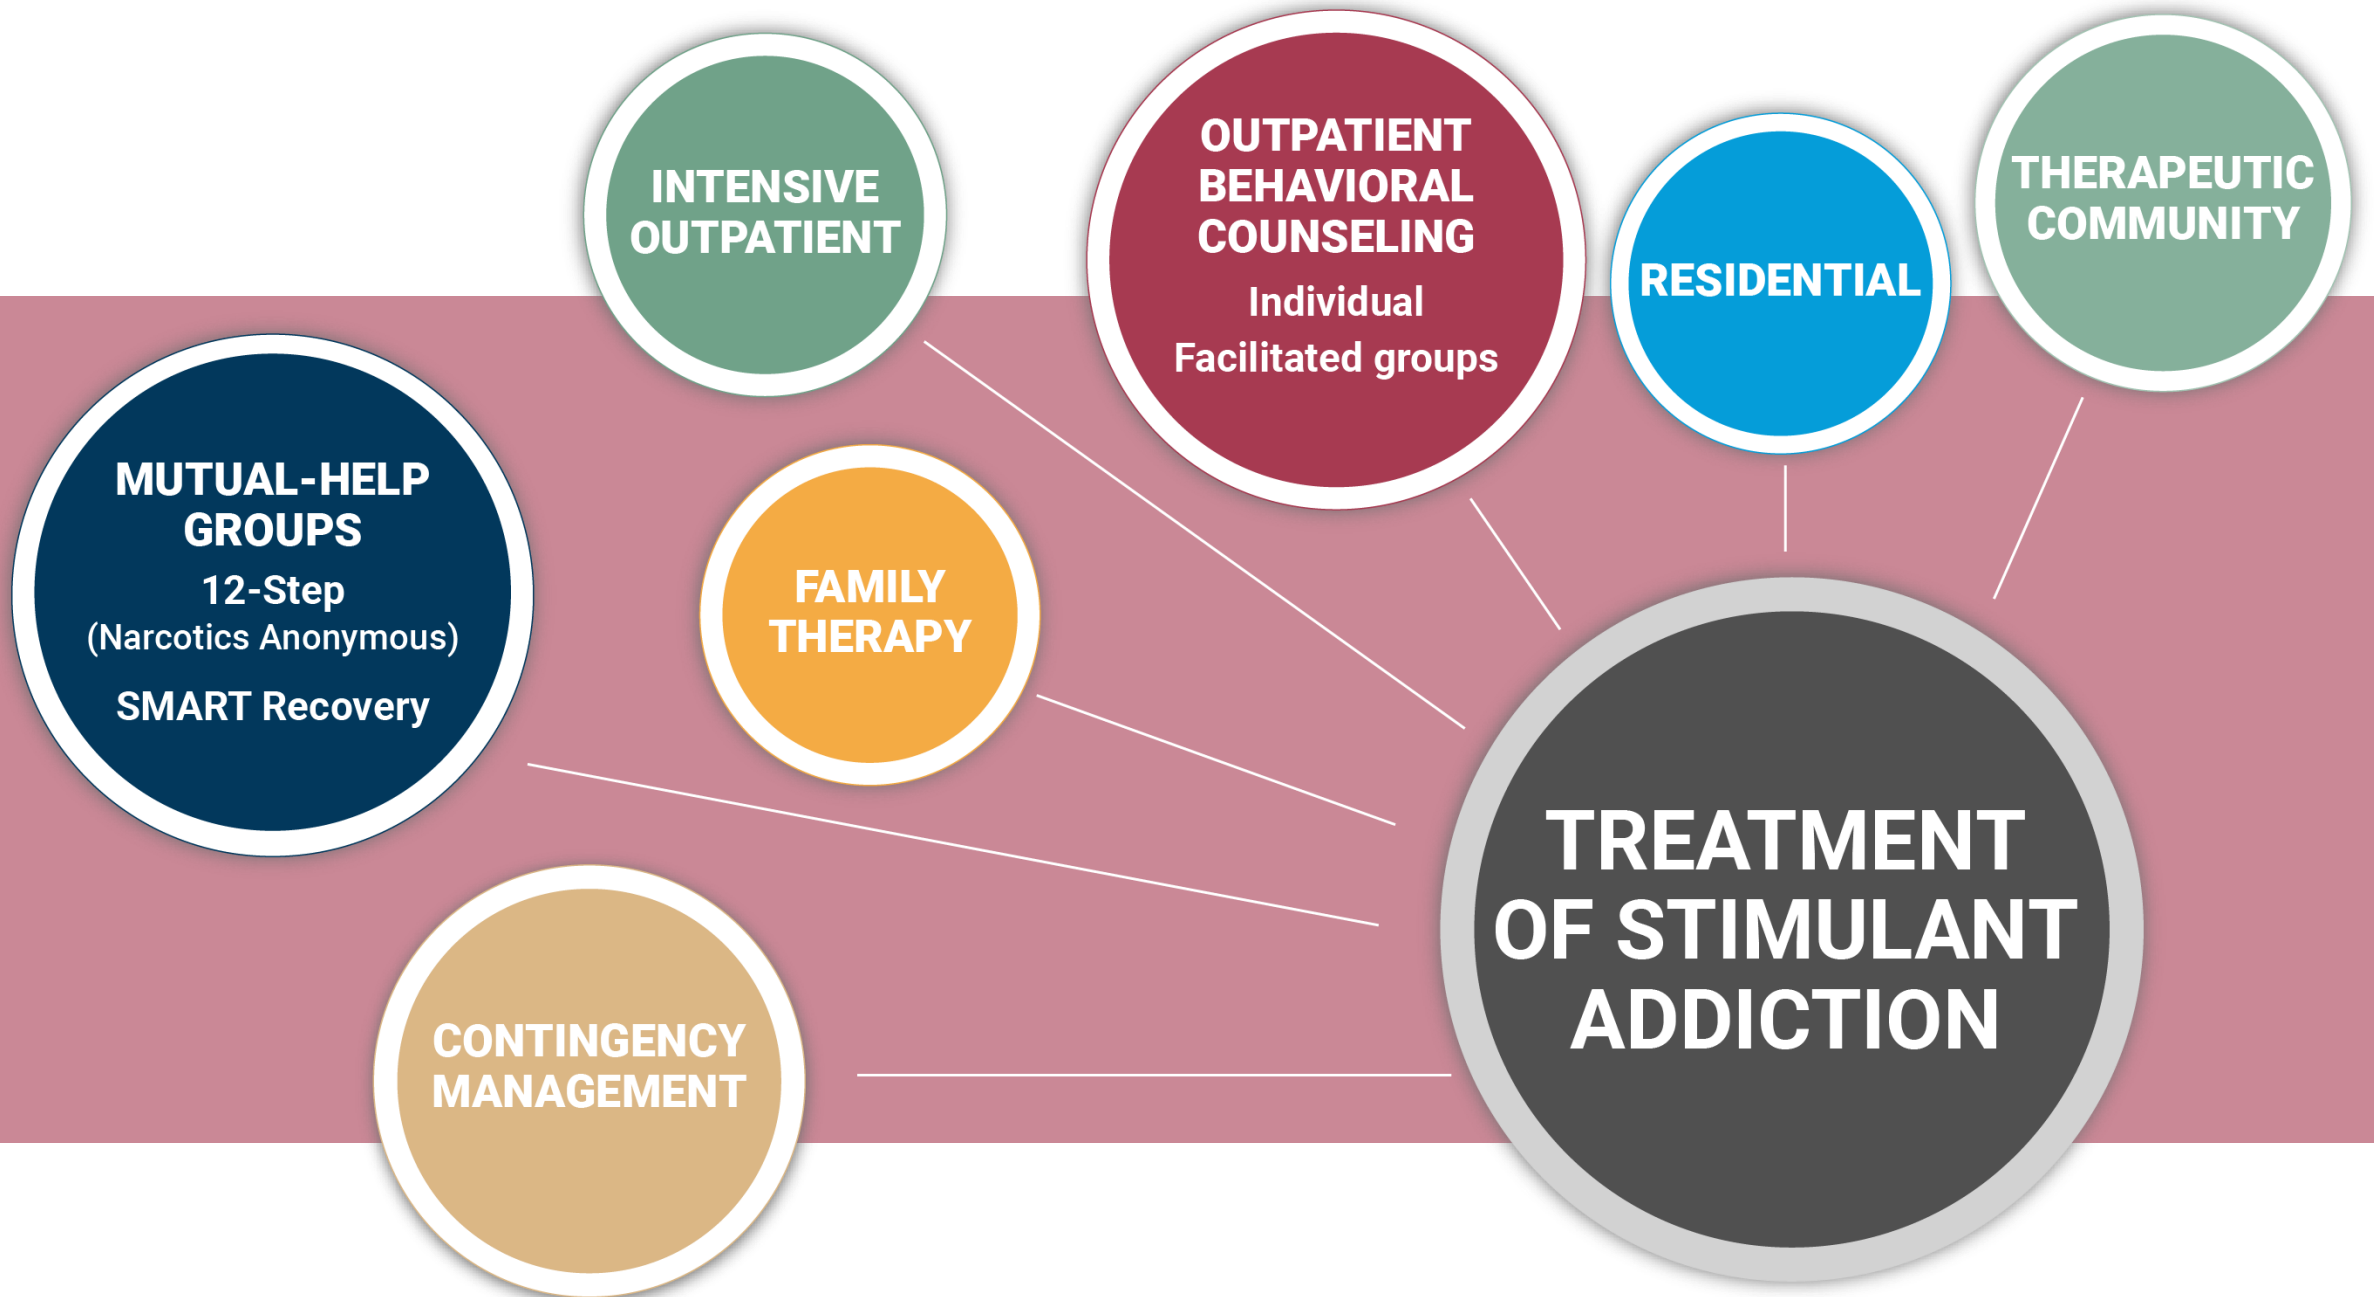 INTENSIVE
OUTPATIENT
OUTPATIENT
BEHAVIORAL
COUNSELING
Individual
Facilitated groups
RESIDENTIAL
THERAPEUTIC
COMMUNITY
MUTUAL-HELP
GROUPS
12-Step
(Narcotics Anonymous)
SMART Recovery
FAMILY
THERAPY
CONTINGENCY
MANAGEMENT
TREATMENT
OF STIMULANT
ADDICTION